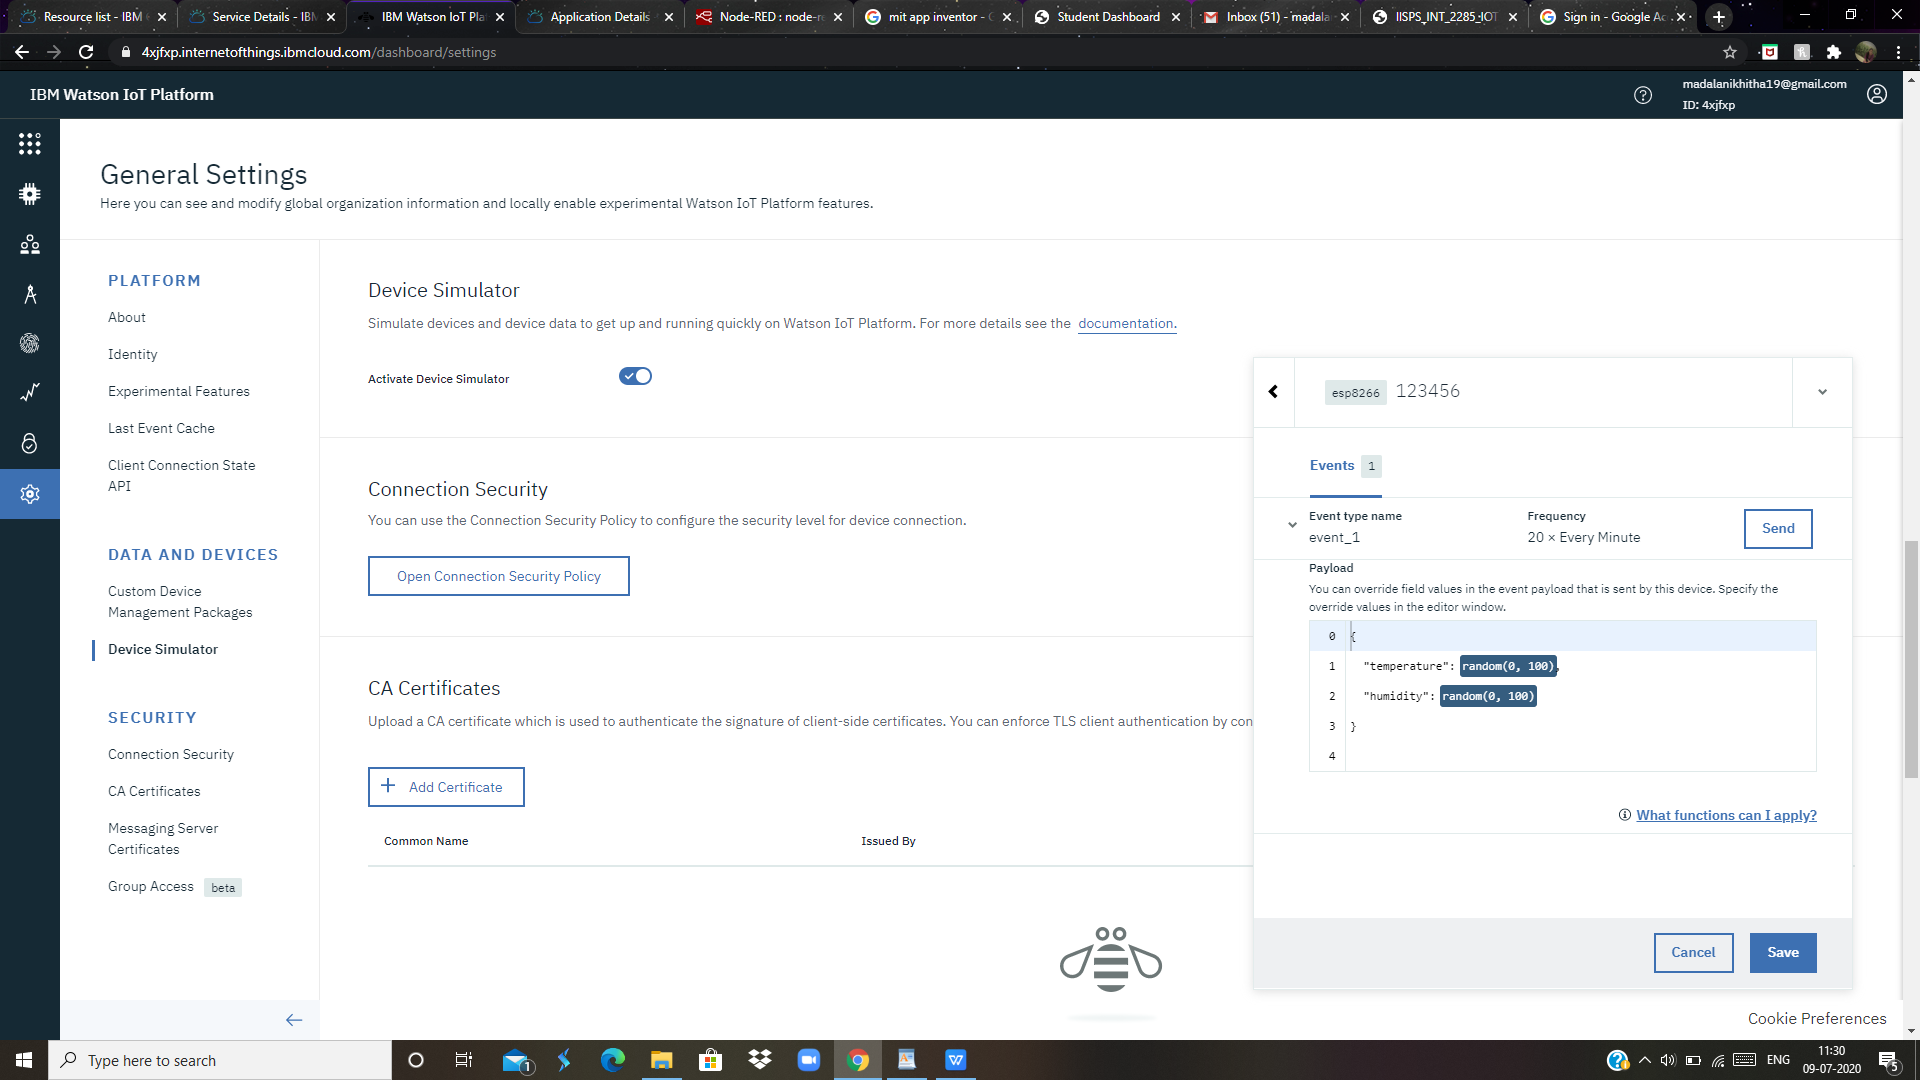 Resource list - IBM
Service Details - IBM
IBM Watson IoT Pla
Application Details
Node-RED : node-r
mit app inventor -
Student Dashboard
Inbox (51) - madala
IISPS_INT_2285_IOT
Sign in - Google Ac
4xjfxp.internetofthings.ibmcloud.com/dashboard/settings
IBM Watson IoT Platform
madalanikhitha19@gmail.com
ID: 4xjfxp
General Settings
Here you can see and modify global organization information and locally enable experimental Watson IoT Platform features.
PLATFORM
About
Identity
Experimental Features
Last Event Cache
Client Connection State
API
DATA AND DEVICES
Custom Device
Management Packages
Device Simulator
SECURITY
Connection Security
CA Certificates
Messaging Server
Certificates
Group Access beta
Device Simulator
Simulate devices and device data to get up and running quickly on Watson IoT Platform. For more details see the documentation.
Activate Device Simulator
Connection Security
You can use the Connection Security Policy to configure the security level for device connection.
Open Connection Security Policy
CA Certificates
Upload a CA certificate which is used to authenticate the signature of client-side certificates. You can enforce TLS client authentication by con
+ Add Certificate
Common Name
Issued By
esp8266 123456
Events 1
Event type name
event_1
Frequency
20 × Every Minute
Send
Payload
You can override field values in the event payload that is sent by this device. Specify the
override values in the editor window.
0 {
1 "temperature": random(0, 100),
2 "humidity": random(0, 100)
3 }
4
What functions can I apply?
Cancel
Save
Cookie Preferences
Type here to search
1
ENG
11:30
09-07-2020
5